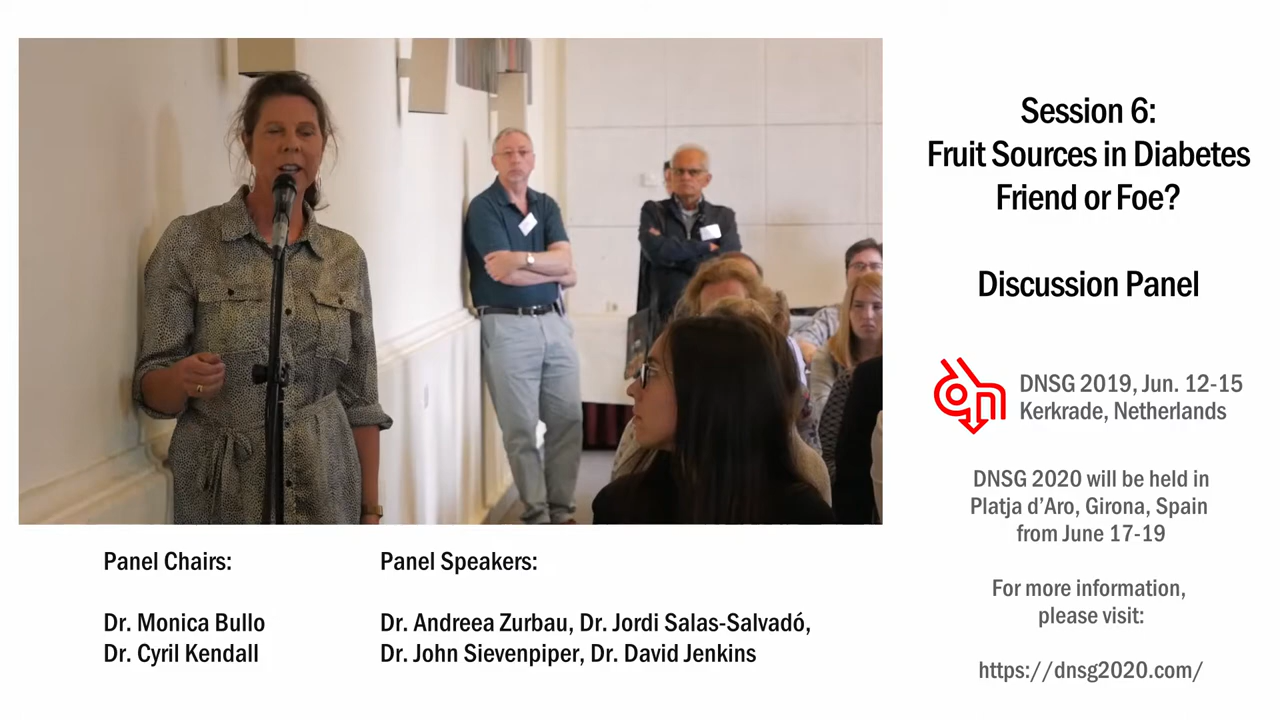 Session 6:
Fruit Sources in Diabetes
Friend or Foe?
Discussion Panel
DNSG 2019, Jun. 12-15
Kerkrade, Netherlands
DNSG 2020 will be held in
Platja d’Aro, Girona, Spain
from June 17-19
For more information,
please visit:
https://dnsg2020.com/
Panel Chairs:
Dr. Monica Bullo
Dr. Cyril Kendall
Panel Speakers:
Dr. Andreea Zurbau, Dr. Jordi Salas-Salvadó,
Dr. John Sievenpiper, Dr. David Jenkins